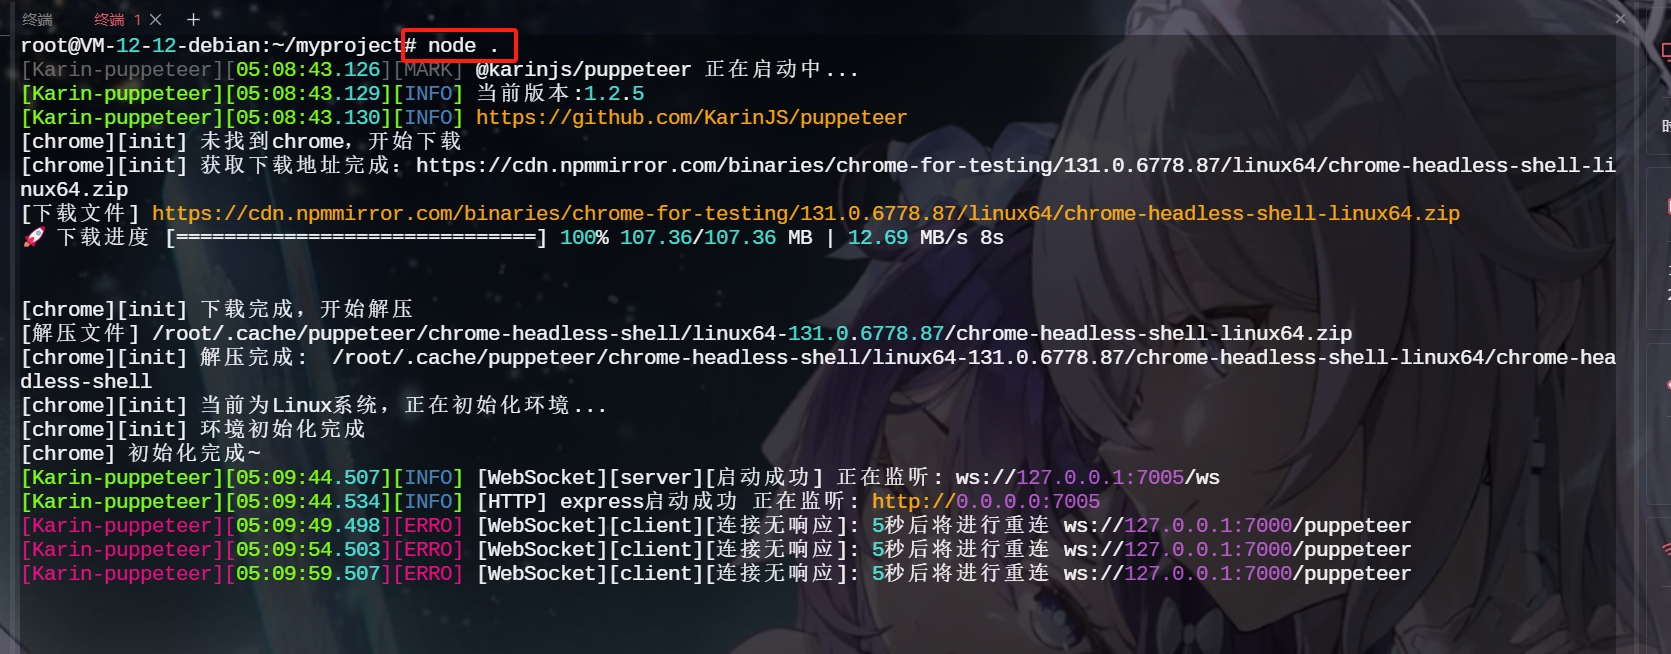 终端 终端 1 × +
root@VM-12-12-debian:~/myproject# node .
[Karin-puppeteer][05:08:43.126][MARK] @karinjs/puppeteer 正在启动中...
[Karin-puppeteer][05:08:43.129][INFO] 当前版本:1.2.5
[Karin-puppeteer][05:08:43.130][INFO] https://github.com/KarinJS/puppeteer
[chrome][init] 未找到chrome，开始下载
[chrome][init] 获取下载地址完成：https://cdn.npmmirror.com/binaries/chrome-for-testing/131.0.6778.87/linux64/chrome-headless-shell-li
nux64.zip
[下载文件] https://cdn.npmmirror.com/binaries/chrome-for-testing/131.0.6778.87/linux64/chrome-headless-shell-linux64.zip
🚀 下载进度 [==============================] 100% 107.36/107.36 MB | 12.69 MB/s 8s
[chrome][init] 下载完成，开始解压
[解压文件] /root/.cache/puppeteer/chrome-headless-shell/linux64-131.0.6778.87/chrome-headless-shell-linux64.zip
[chrome][init] 解压完成： /root/.cache/puppeteer/chrome-headless-shell/linux64-131.0.6778.87/chrome-headless-shell-linux64/chrome-hea
dless-shell
[chrome][init] 当前为Linux系统，正在初始化环境...
[chrome][init] 环境初始化完成
[chrome] 初始化完成~
[Karin-puppeteer][05:09:44.507][INFO] [WebSocket][server][启动成功] 正在监听: ws://127.0.0.1:7005/ws
[Karin-puppeteer][05:09:44.534][INFO] [HTTP] express启动成功 正在监听: http://0.0.0.0:7005
[Karin-puppeteer][05:09:49.498][ERRO] [WebSocket][client][连接无响应]: 5秒后将进行重连 ws://127.0.0.1:7000/puppeteer
[Karin-puppeteer][05:09:54.503][ERRO] [WebSocket][client][连接无响应]: 5秒后将进行重连 ws://127.0.0.1:7000/puppeteer
[Karin-puppeteer][05:09:59.507][ERRO] [WebSocket][client][连接无响应]: 5秒后将进行重连 ws://127.0.0.1:7000/puppeteer